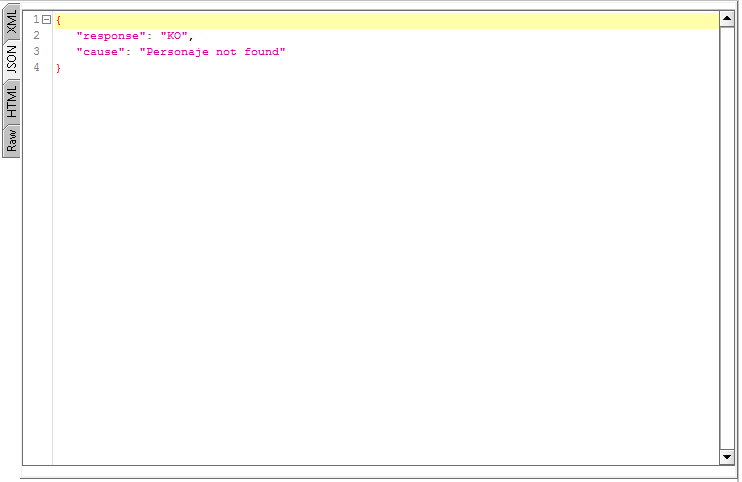 XML
JSON
HTML
Raw
1 {
2 "response": "KO",
3 "cause": "Personaje not found"
4 }